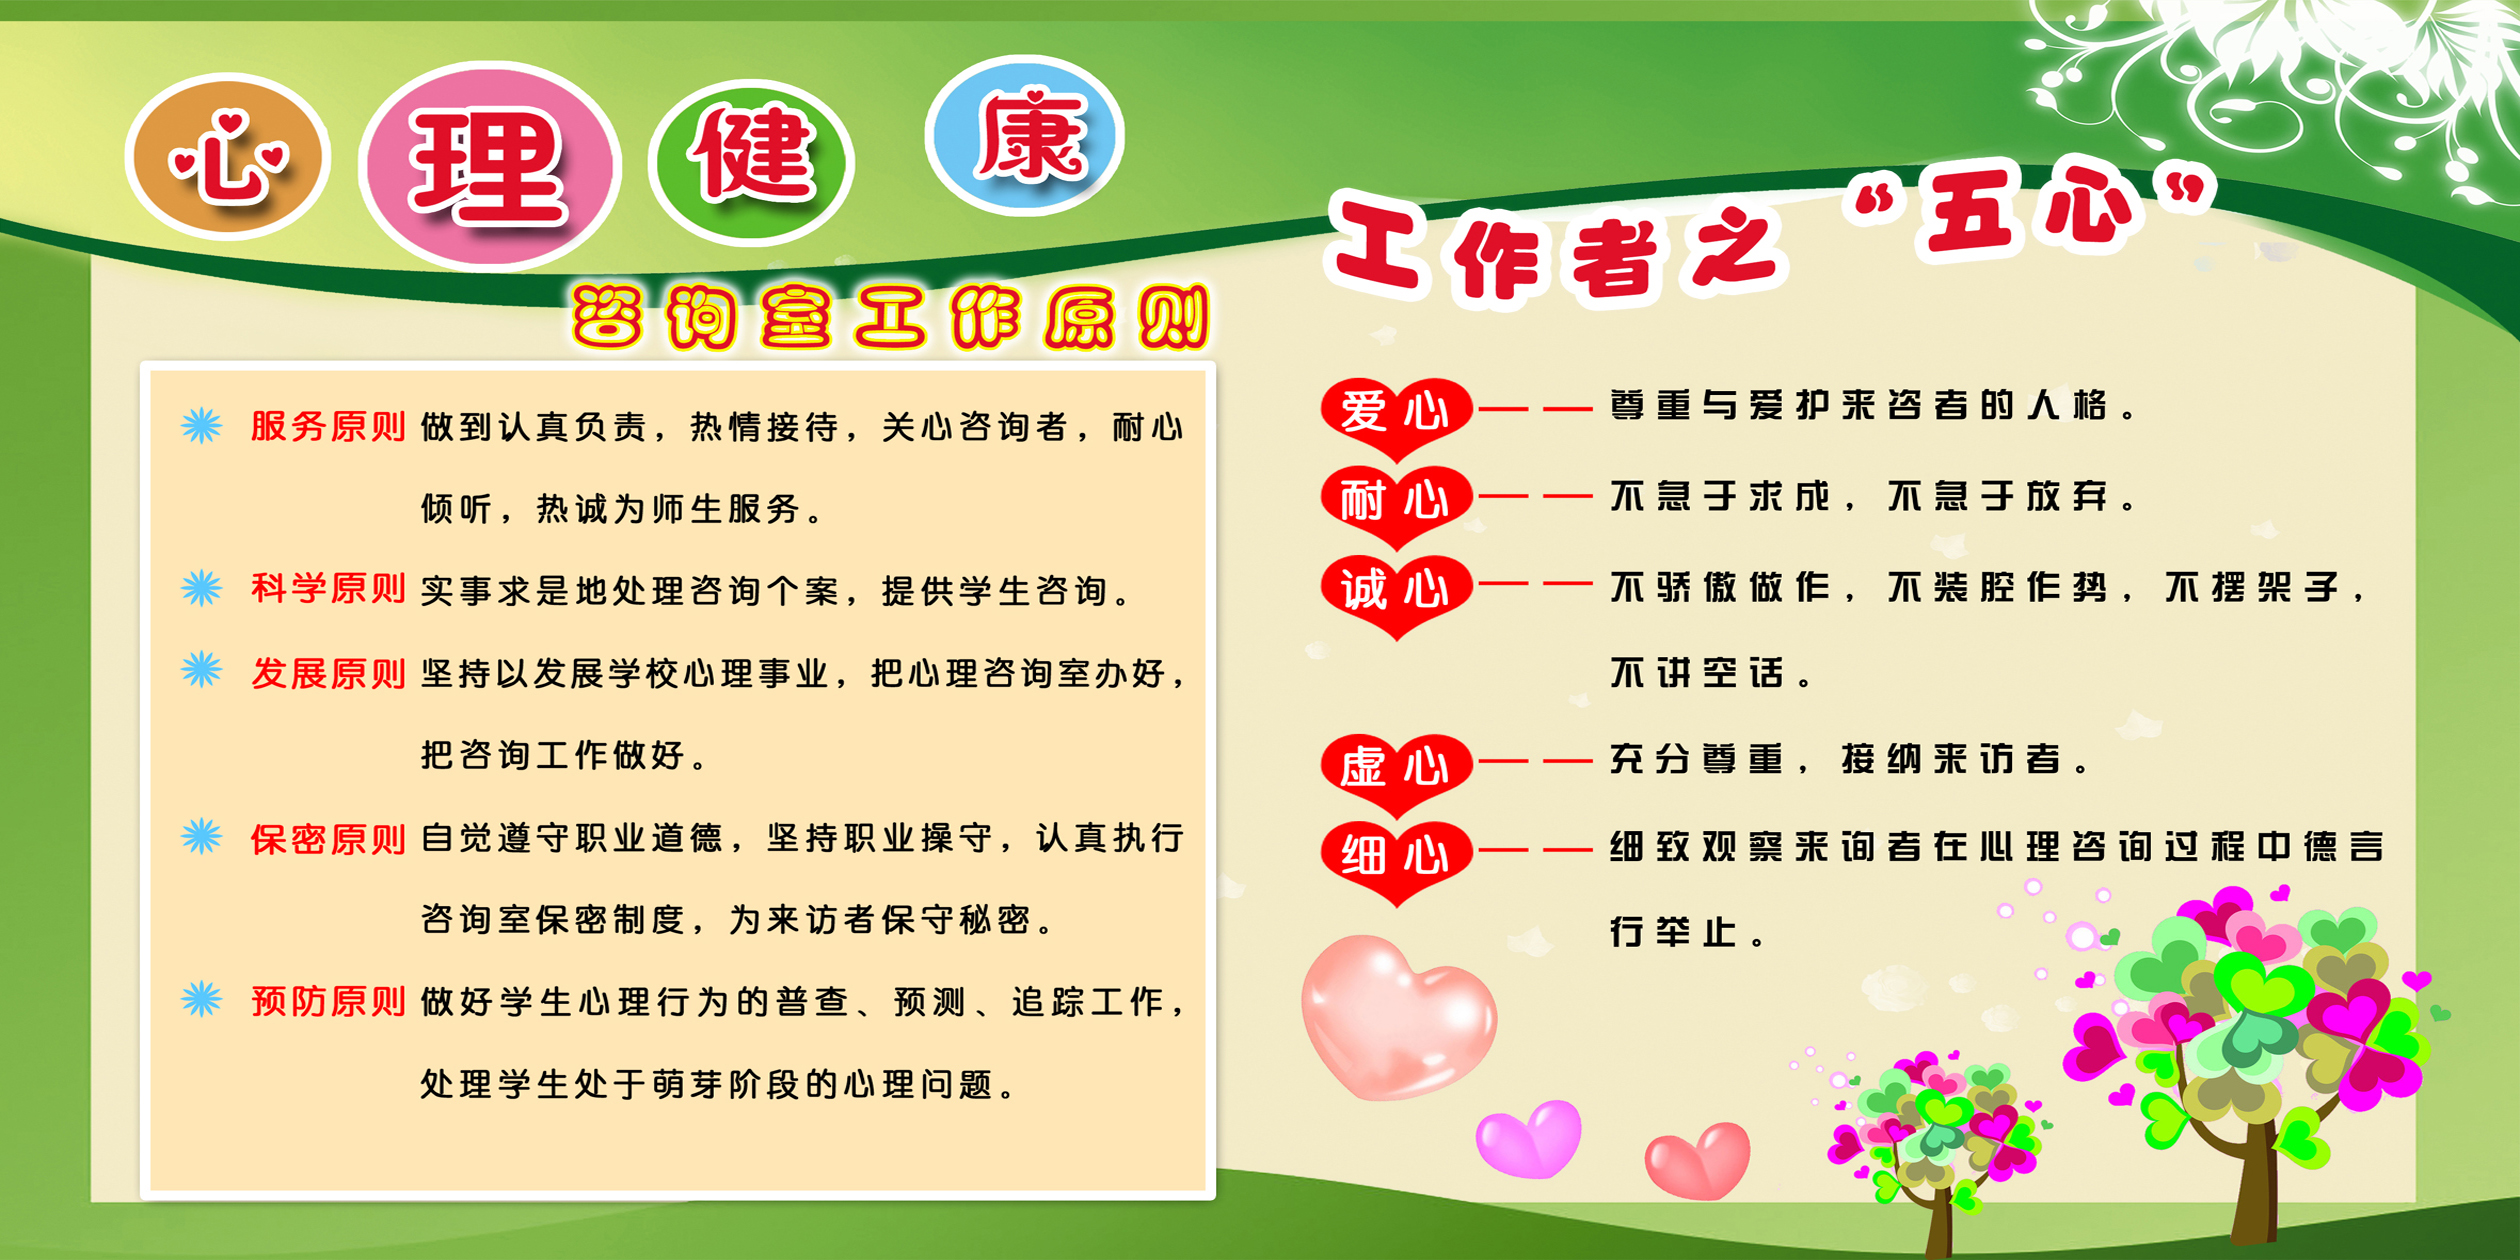 心理健康
咨询室工作原则
服务原则 做到认真负责，热情接待，关心咨询者，耐心
倾听，热诚为师生服务。
科学原则 实事求是地处理咨询个案，提供学生咨询。
发展原则 坚持以发展学校心理事业，把心理咨询室办好，
把咨询工作做好。
保密原则 自觉遵守职业道德，坚持职业操守，认真执行
咨询室保密制度，为来访者保守秘密。
预防原则 做好学生心理行为的普查、预测、追踪工作，
处理学生处于萌芽阶段的心理问题。
工作者之“五心”
爱心——尊重与爱护来咨者的人格。
耐心——不急于求成，不急于放弃。
诚心——不骄傲做作，不装腔作势，不摆架子，
不讲空话。
虚心——充分尊重，接纳来访者。
细心——细致观察来询者在心理咨询过程中德言
行举止。